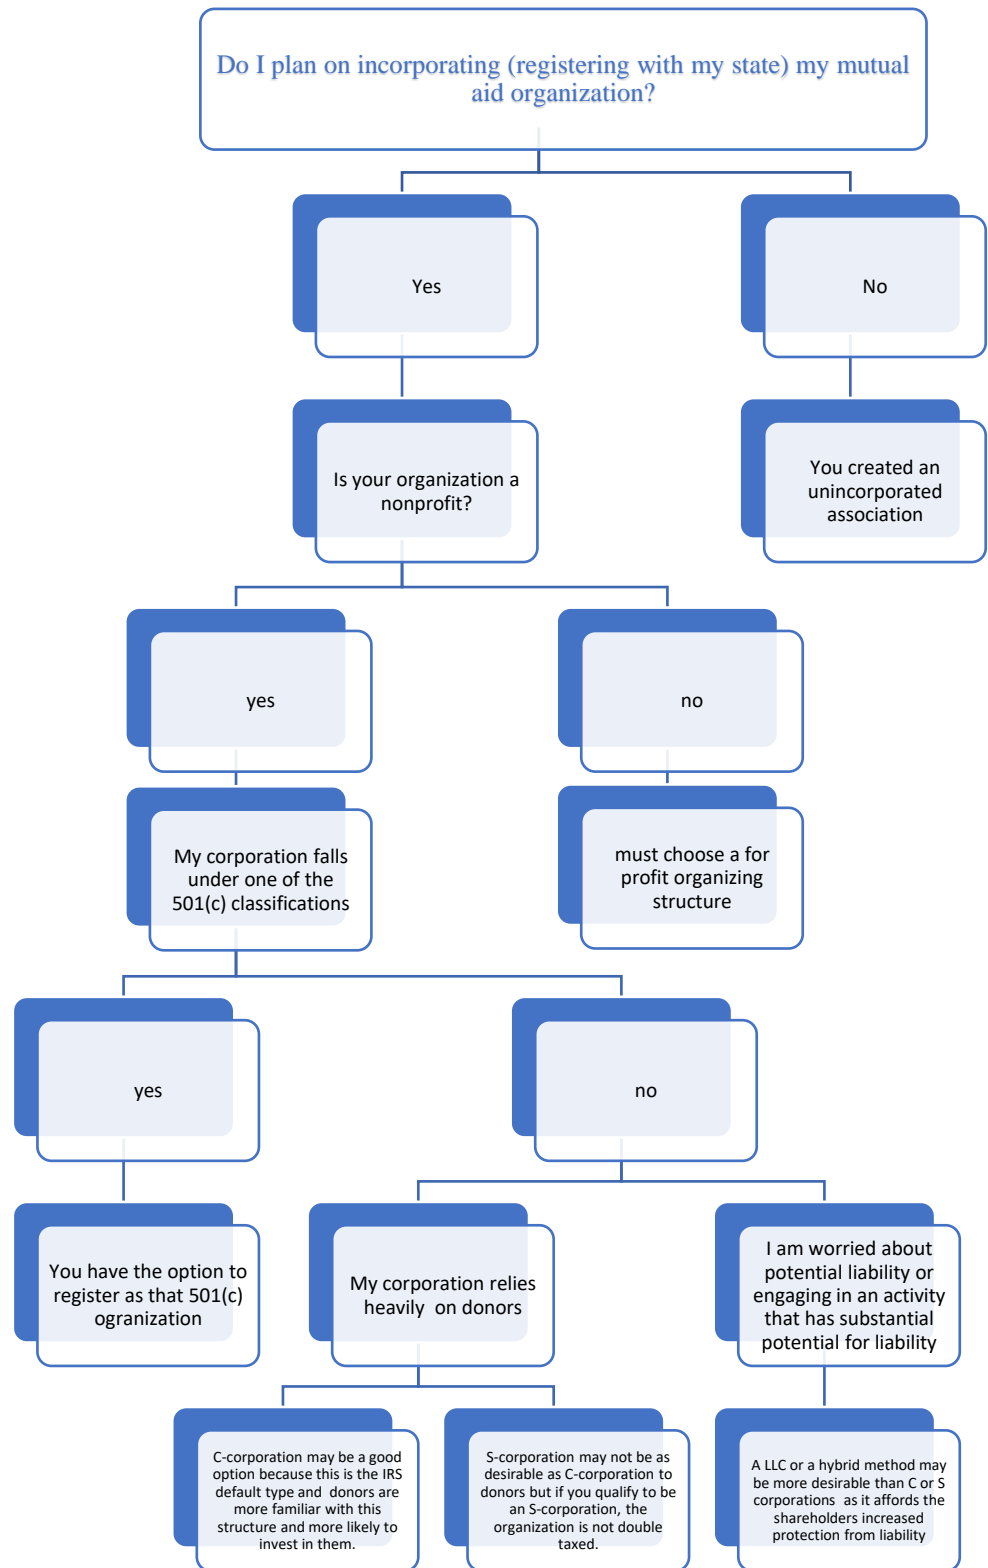 Do I plan on incorporating (registering with my state) my mutual
aid organization?
Yes
No
Is your organization a
nonprofit?
You created an
unincorporated
association
yes
no
My corporation falls
under one of the
501(c) classifications
must choose a for
profit organizing
structure
yes
no
You have the option to
register as that 501(c)
ogranization
My corporation relies
heavily on donors
I am worried about
potential liability or
engaging in an activity
that has substantial
potential for liability
C-corporation may be a good
option because this is the IRS
default type and donors are
more familiar with this
structure and more likely to
invest in them.
S-corporation may not be as
desirable as C-corporation to
donors but if you qualify to be
an S-corporation, the
organization is not double
taxed.
A LLC or a hybrid method may
be more desirable than C or S
corporations as it affords the
shareholders increased
protection from liability